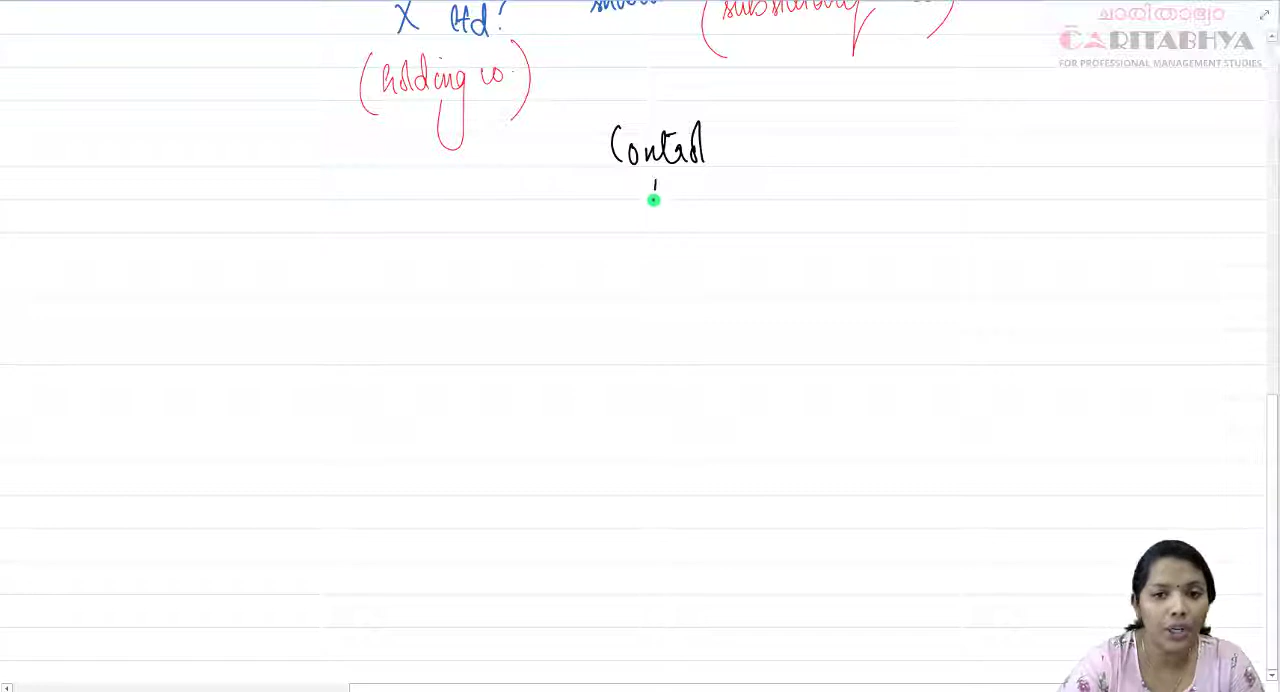 X Ltd.
(subsidiary
(holding co.)
Control
ചാരിതാഭ്യാ
CARITABHYA
FOR PROFESSIONAL MANAGEMENT STUDIES